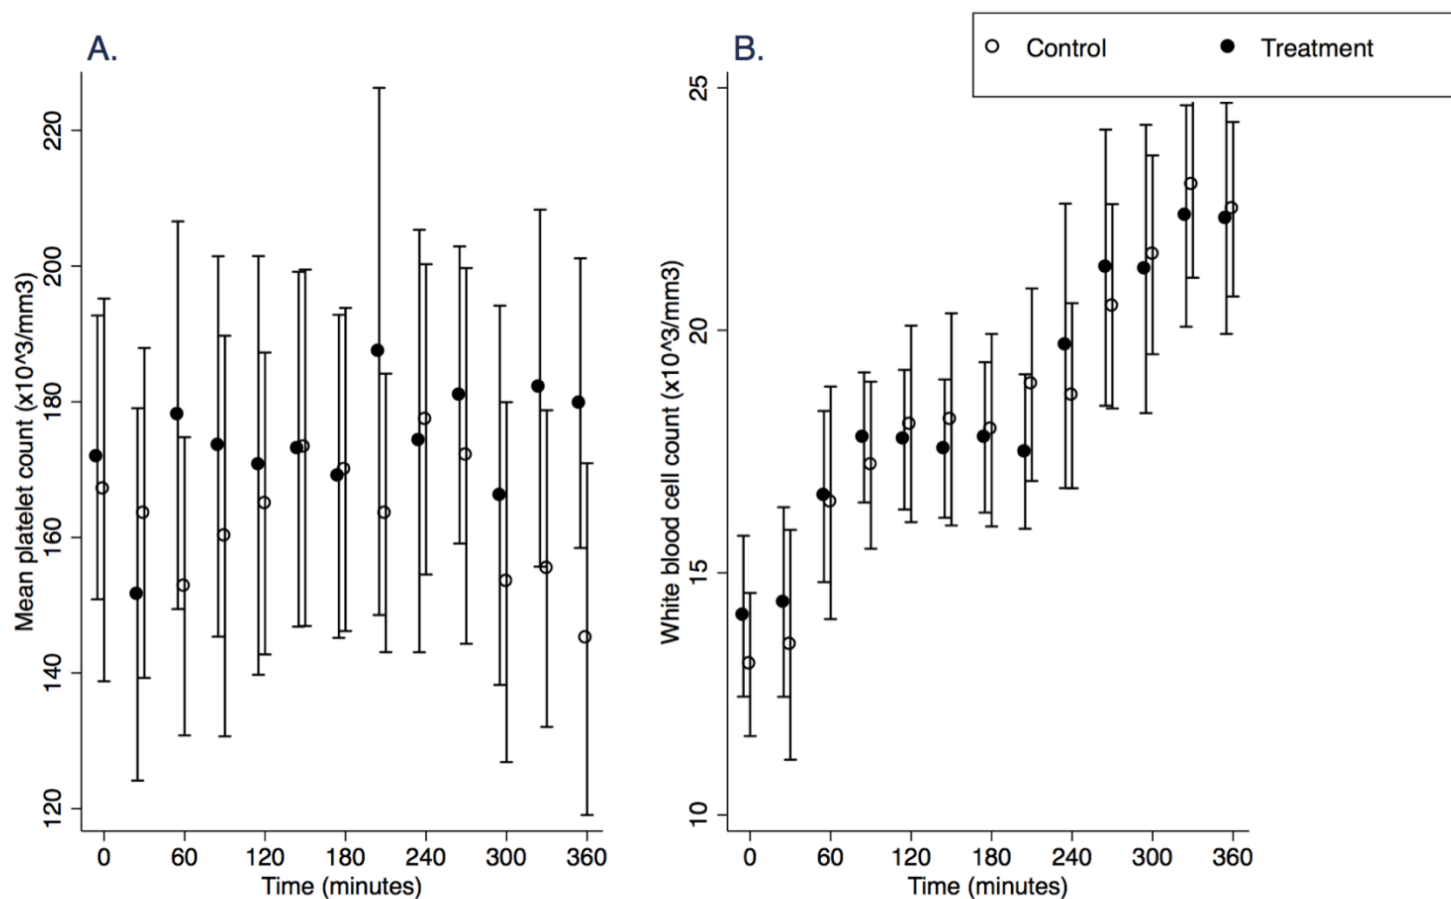 A.
B.
Control
Treatment
Mean platelet count (x10^3/mm3)
220
200
180
160
140
120
0 60 120 180 240 300 360
Time (minutes)
White blood cell count (x10^3/mm3)
25
20
15
10
0 60 120 180 240 300 360
Time (minutes)